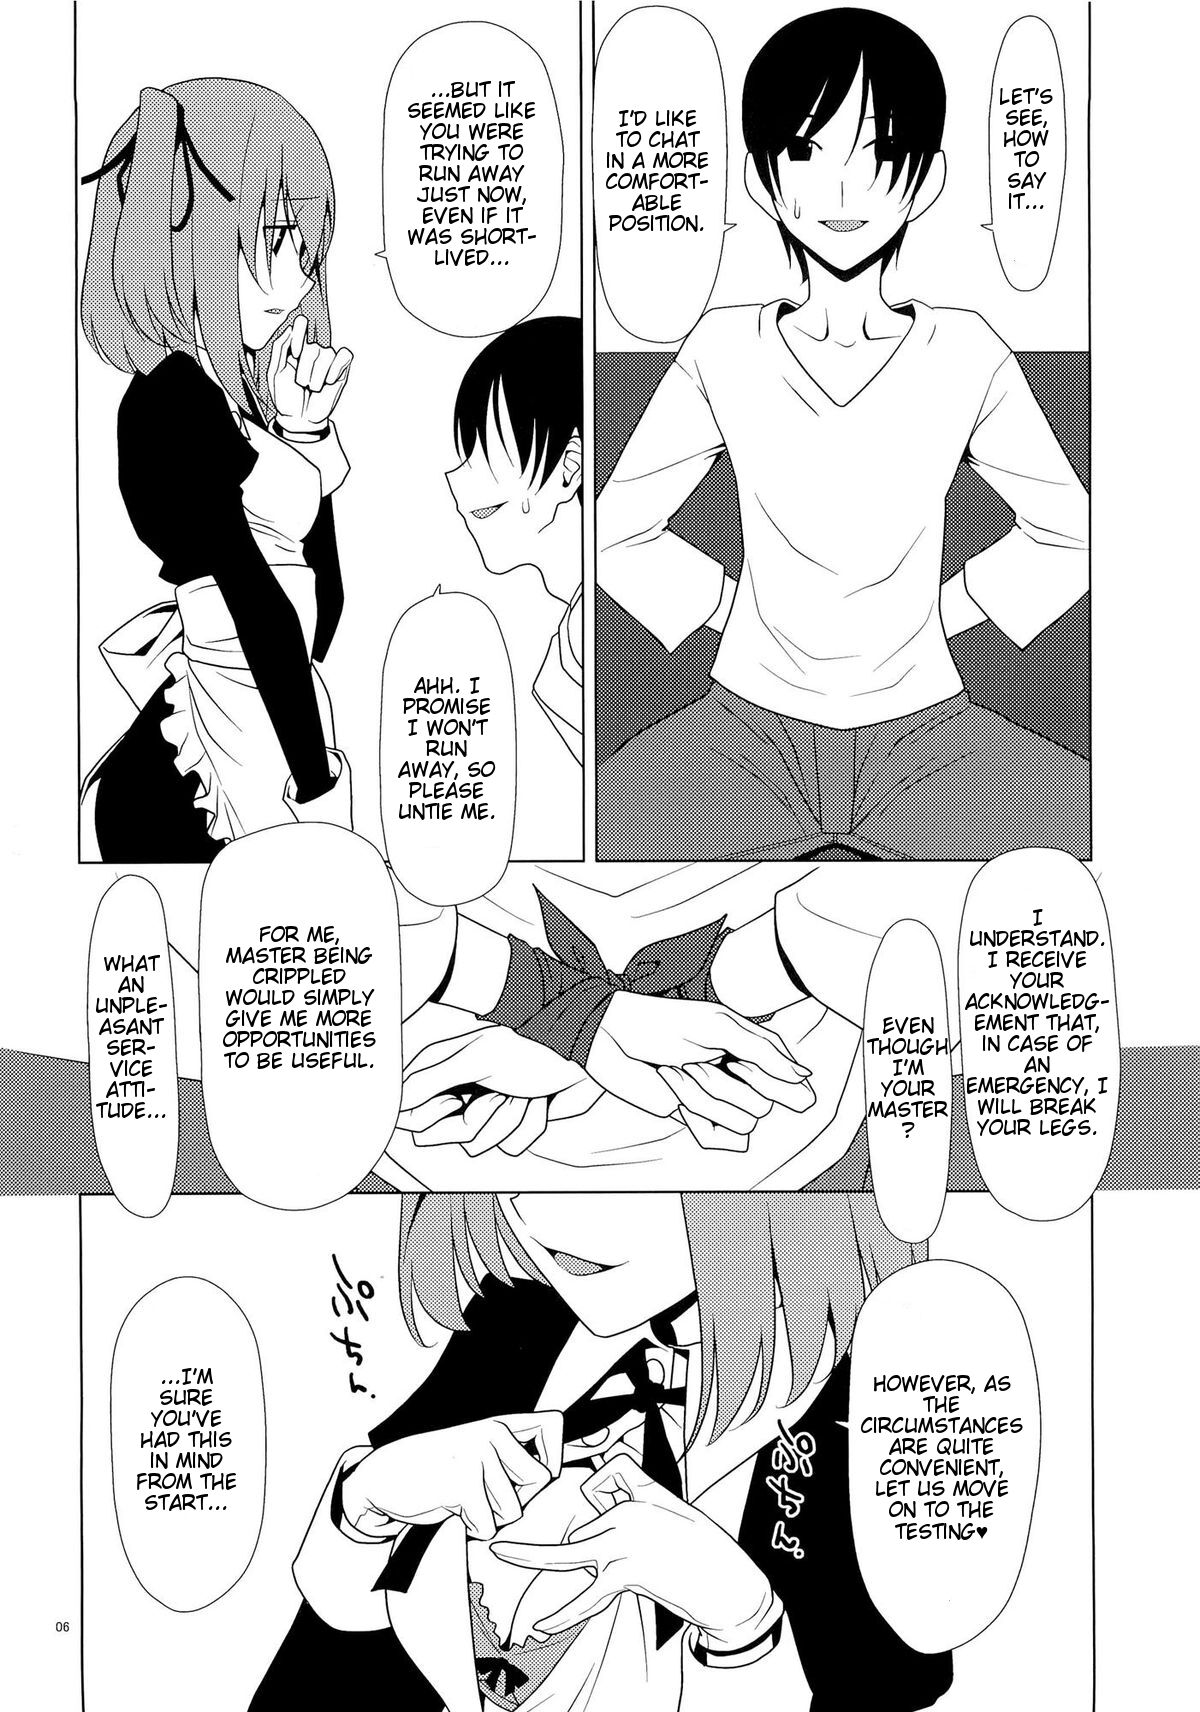 LET'S
SEE,
HOW
TO
SAY
IT...
I'D LIKE
TO CHAT
IN A MORE
COMFORT-
ABLE
POSITION.
...BUT IT
SEEMED LIKE
YOU WERE
TRYING TO
RUN AWAY
JUST NOW,
EVEN IF IT
WAS SHORT-
LIVED...
AHH. I
PROMISE
I WON'T
RUN
AWAY, SO
PLEASE
UNTIE ME.
I
UNDERSTAND.
I RECEIVE
YOUR
ACKNOWLEDG-
EMENT THAT,
IN CASE OF
AN
EMERGENCY, I
WILL BREAK
YOUR LEGS.
EVEN
THOUGH
I'M
YOUR
MASTER
?
FOR ME,
MASTER BEING
CRIPPLED
WOULD SIMPLY
GIVE ME MORE
OPPORTUNITIES
TO BE USEFUL.
WHAT
AN
UNPLE-
ASANT
SER-
VICE
ATTI-
TUDE...
HOWEVER, AS
THE
CIRCUMSTANCES
ARE QUITE
CONVENIENT,
LET US MOVE
ON TO THE
TESTING♥
...I'M
SURE
YOU'VE
HAD THIS
IN MIND
FROM THE
START...
06